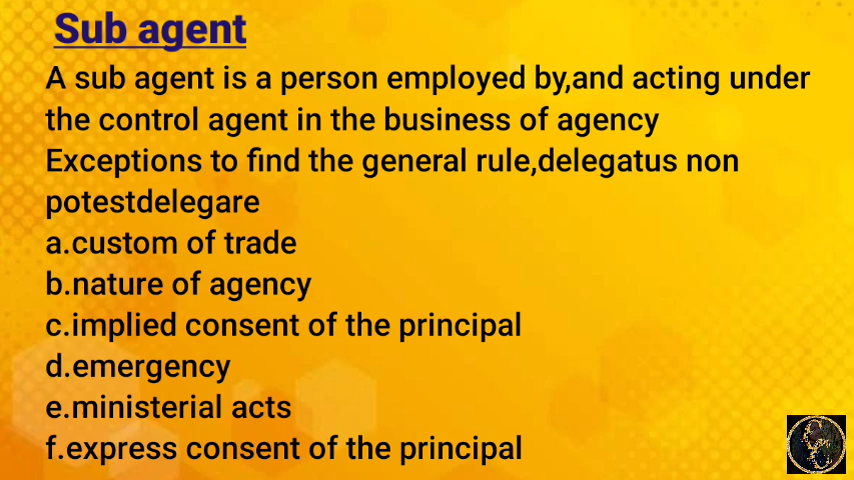 Sub agent
A sub agent is a person employed by,and acting under
the control agent in the business of agency
Exceptions to find the general rule,delegatus non
potestdelegare
a.custom of trade
b.nature of agency
c.implied consent of the principal
d.emergency
e.ministerial acts
f.express consent of the principal